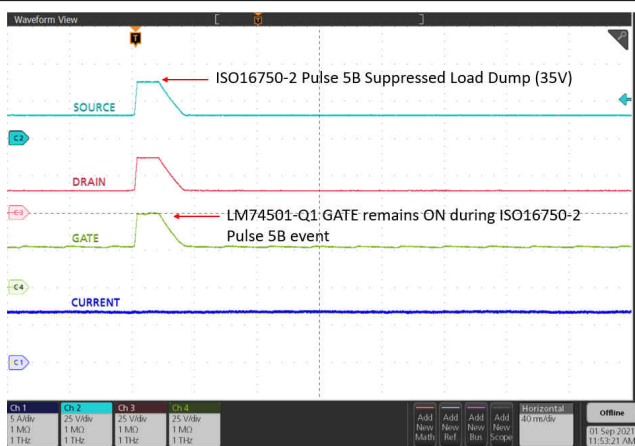 Waveform View
T
[
T
]
ISO16750-2 Pulse 5B Suppressed Load Dump (35V)
SOURCE
C2
DRAIN
C3
LM74501-Q1 GATE remains ON during ISO16750-2
Pulse 5B event
GATE
C4
CURRENT
C1
Ch 1
5 A/div
1 MΩ
1 THz
Ch 2
25 V/div
1 MΩ
1 THz
Ch 3
25 V/div
1 MΩ
1 THz
Ch 4
25 V/div
1 MΩ
1 THz
Add New Math
Add New Ref
Add New Bus
Add New Scope
Horizontal
40 ms/div
Offline
01 Sep 2021
11:53:21 AM